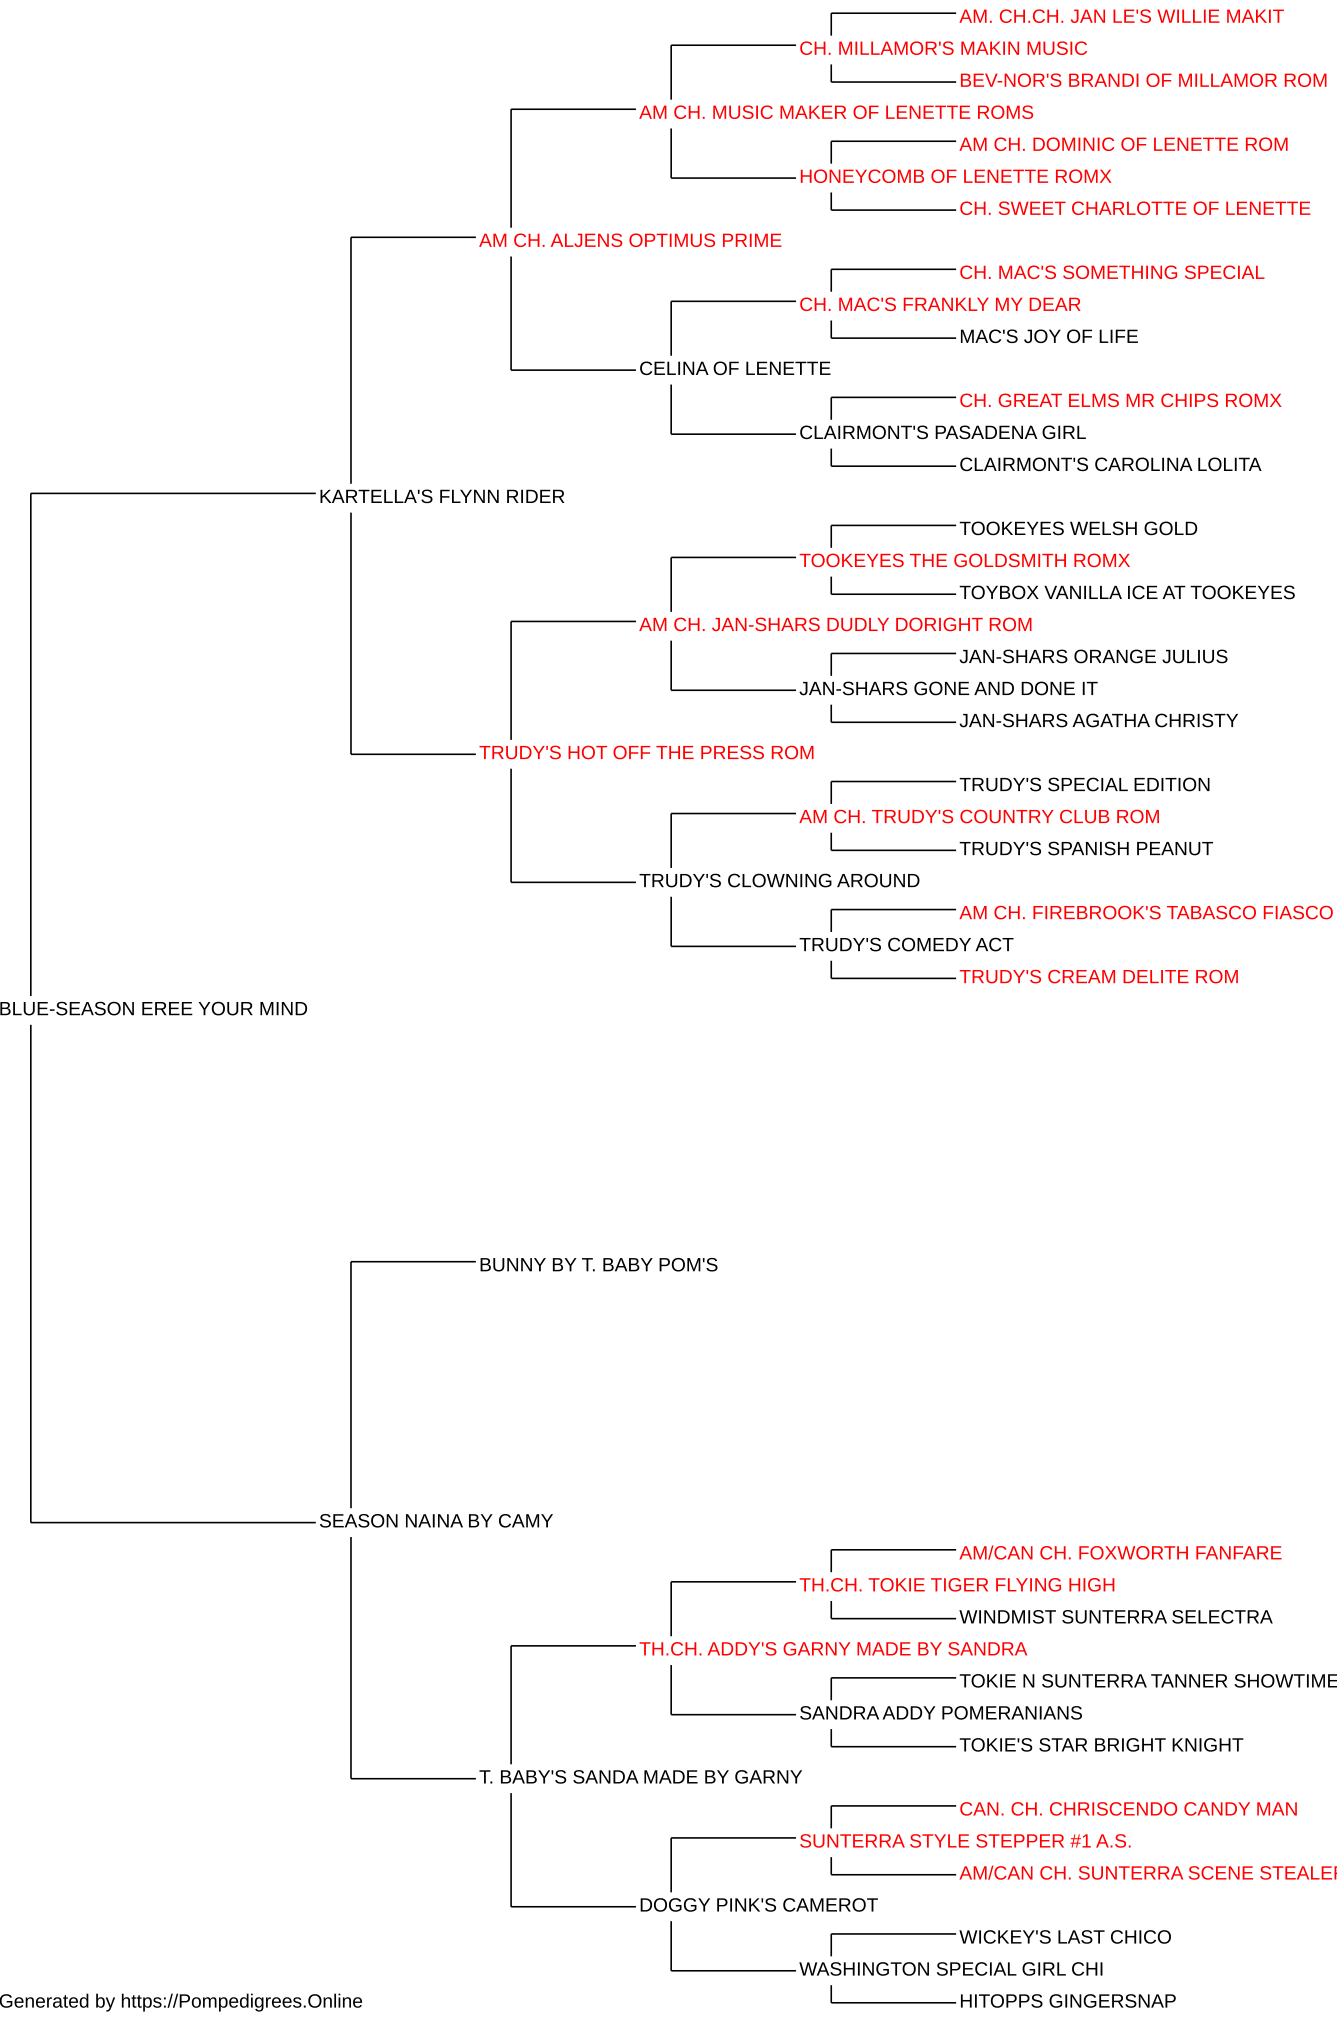 AM. CH.CH. JAN LE'S WILLIE MAKIT
CH. MILLAMOR'S MAKIN MUSIC
BEV-NOR'S BRANDI OF MILLAMOR ROM
AM CH. MUSIC MAKER OF LENETTE ROMS
AM CH. DOMINIC OF LENETTE ROM
HONEYCOMB OF LENETTE ROMX
CH. SWEET CHARLOTTE OF LENETTE
AM CH. ALJENS OPTIMUS PRIME
CH. MAC'S SOMETHING SPECIAL
CH. MAC'S FRANKLY MY DEAR
MAC'S JOY OF LIFE
CELINA OF LENETTE
CH. GREAT ELMS MR CHIPS ROMX
CLAIRMONT'S PASADENA GIRL
CLAIRMONT'S CAROLINA LOLITA
KARTELLA'S FLYNN RIDER
TOOKEYES WELSH GOLD
TOOKEYES THE GOLDSMITH ROMX
TOYBOX VANILLA ICE AT TOOKEYES
AM CH. JAN-SHARS DUDLY DORIGHT ROM
JAN-SHARS ORANGE JULIUS
JAN-SHARS GONE AND DONE IT
JAN-SHARS AGATHA CHRISTY
TRUDY'S HOT OFF THE PRESS ROM
TRUDY'S SPECIAL EDITION
AM CH. TRUDY'S COUNTRY CLUB ROM
TRUDY'S SPANISH PEANUT
TRUDY'S CLOWNING AROUND
AM CH. FIREBROOK'S TABASCO FIASCO
TRUDY'S COMEDY ACT
TRUDY'S CREAM DELITE ROM
BLUE-SEASON EREE YOUR MIND
BUNNY BY T. BABY POM'S
SEASON NAINA BY CAMY
AM/CAN CH. FOXWORTH FANFARE
TH.CH. TOKIE TIGER FLYING HIGH
WINDMIST SUNTERRA SELECTRA
TH.CH. ADDY'S GARNY MADE BY SANDRA
TOKIE N SUNTERRA TANNER SHOWTIME
SANDRA ADDY POMERANIANS
TOKIE'S STAR BRIGHT KNIGHT
T. BABY'S SANDA MADE BY GARNY
CAN. CH. CHRISCENDO CANDY MAN
SUNTERRA STYLE STEPPER #1 A.S.
AM/CAN CH. SUNTERRA SCENE STEALER
DOGGY PINK'S CAMEROT
WICKEY'S LAST CHICO
WASHINGTON SPECIAL GIRL CHI
HITOPPS GINGERSNAP
Generated by https://Pompedigrees.Online